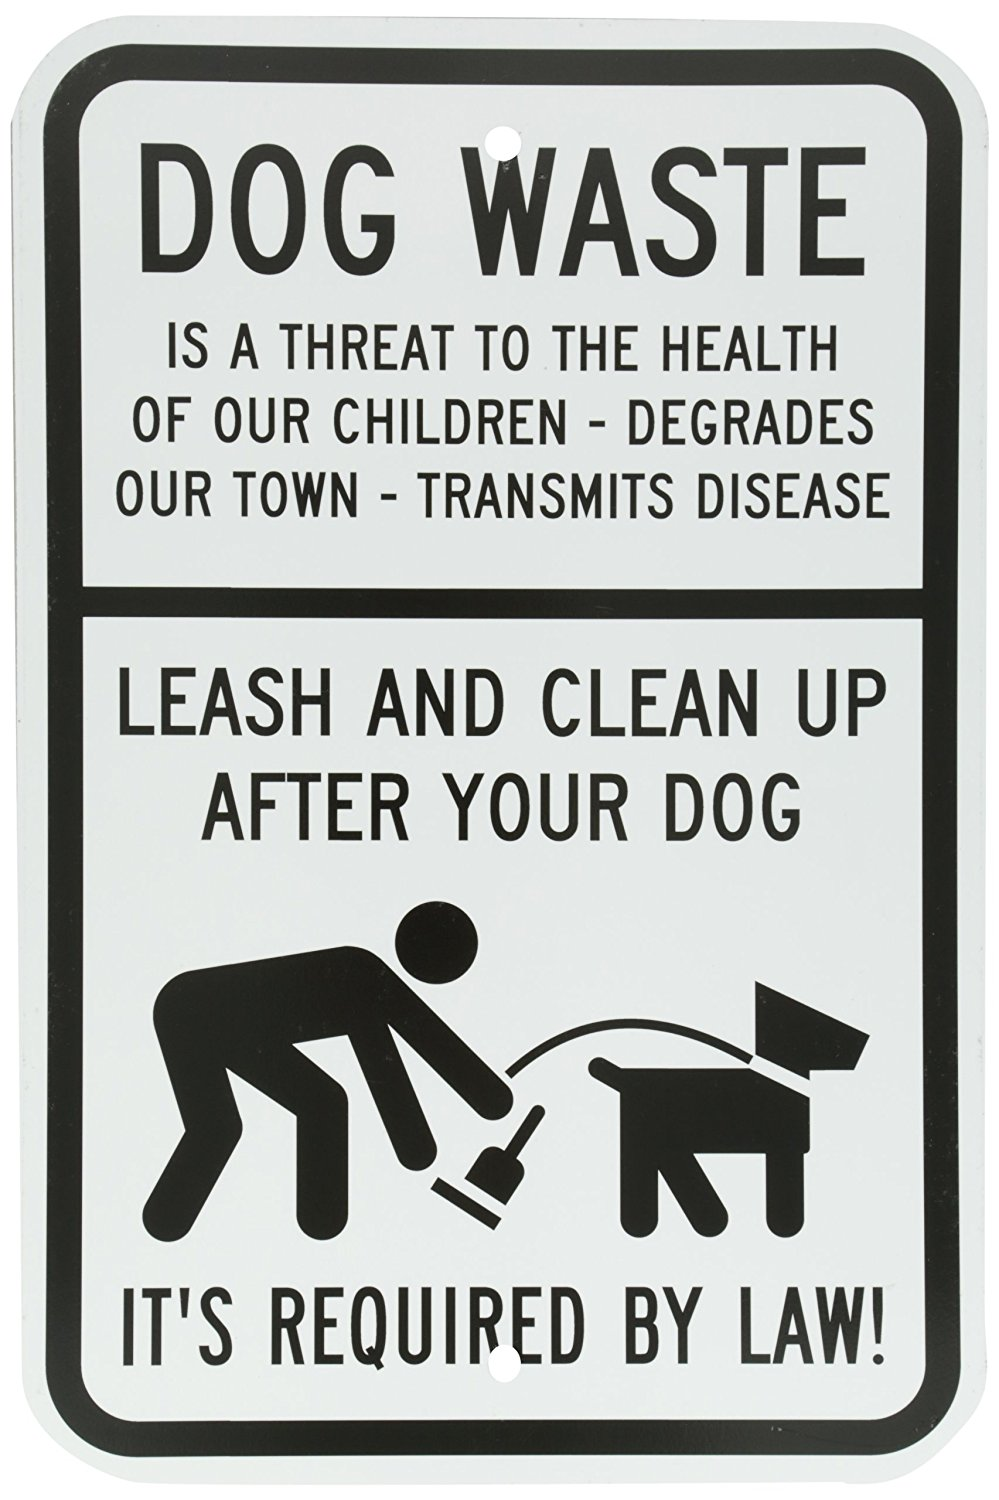 DOG WASTE
IS A THREAT TO THE HEALTH
OF OUR CHILDREN - DEGRADES
OUR TOWN - TRANSMITS DISEASE
LEASH AND CLEAN UP
AFTER YOUR DOG
IT'S REQUIRED BY LAW!